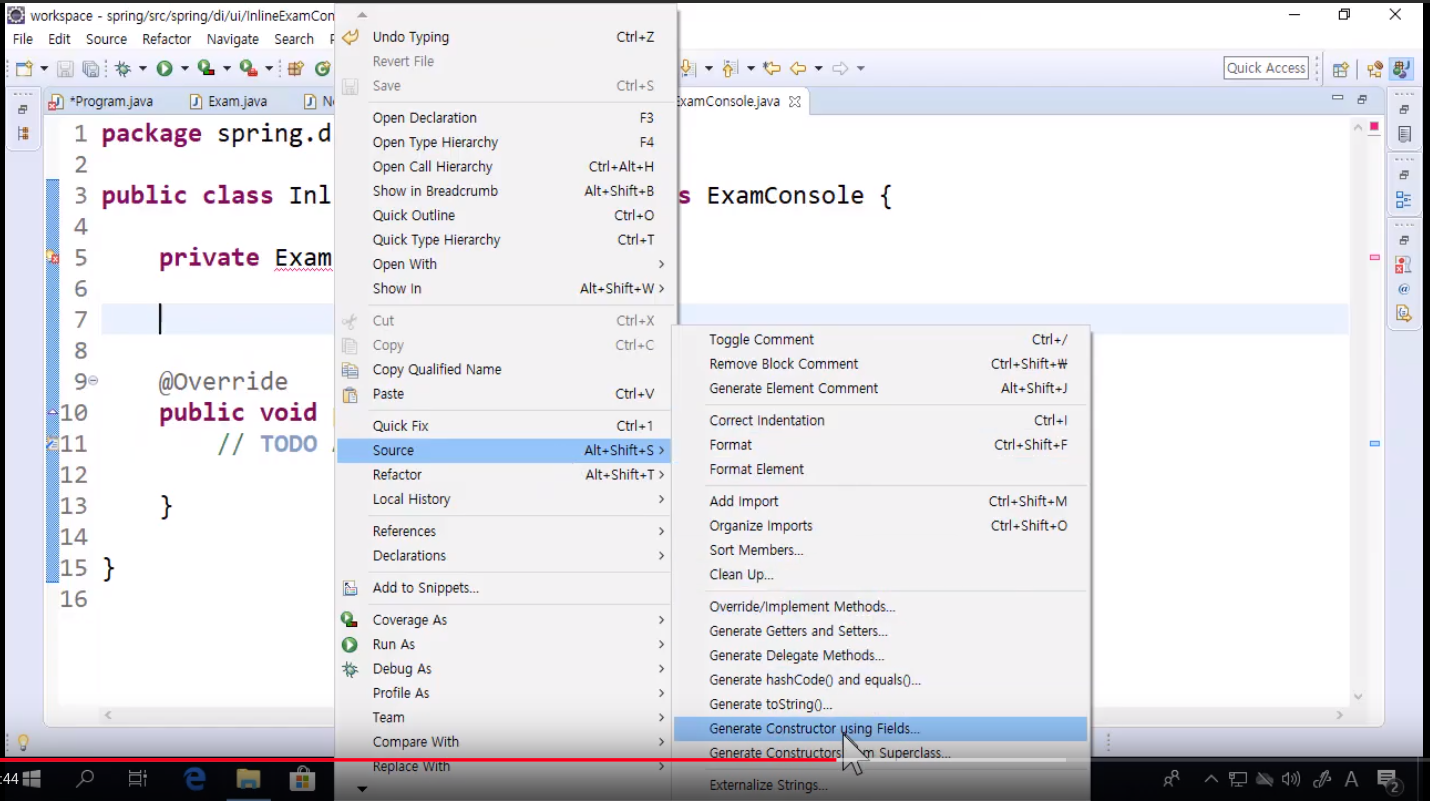 workspace - spring/src/spring/di/ui/InlineExamCon
File Edit Source Refactor Navigate Search
Quick Access
*Program.java Exam.java ExamConsole.java
1 package spring.d
2
3 public class Inl s ExamConsole {
4
5 private Exam
6
7
8
9 @Override
10 public void
11 // TODO
12
13 }
14
15 }
16
Undo Typing Ctrl+Z
Revert File
Save Ctrl+S
Open Declaration F3
Open Type Hierarchy F4
Open Call Hierarchy Ctrl+Alt+H
Show in Breadcrumb Alt+Shift+B
Quick Outline Ctrl+O
Quick Type Hierarchy Ctrl+T
Open With
Show In Alt+Shift+W
Cut Ctrl+X
Copy Ctrl+C
Copy Qualified Name
Paste Ctrl+V
Quick Fix Ctrl+1
Source Alt+Shift+S
Refactor Alt+Shift+T
Local History
References
Declarations
Add to Snippets...
Coverage As
Run As
Debug As
Profile As
Team
Compare With
Replace With
Toggle Comment Ctrl+/
Remove Block Comment Ctrl+Shift+₩
Generate Element Comment Alt+Shift+J
Correct Indentation Ctrl+I
Format Ctrl+Shift+F
Format Element
Add Import Ctrl+Shift+M
Organize Imports Ctrl+Shift+O
Sort Members...
Clean Up...
Override/Implement Methods...
Generate Getters and Setters...
Generate Delegate Methods...
Generate hashCode() and equals()...
Generate toString()...
Generate Constructor using Fields...
Generate Constructors Superclass...
Externalize Strings...
:44
A
2